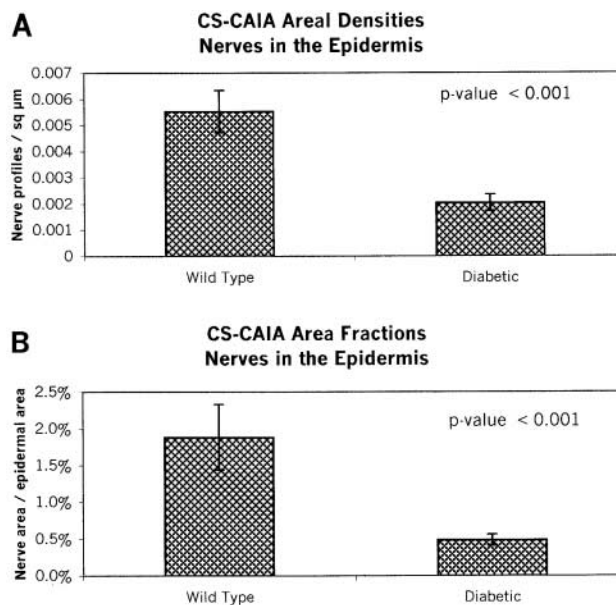 A
CS-CAIA Areal Densities
Nerves in the Epidermis
Nerve profiles / sq µm
0.007
0.006
0.005
0.004
0.003
0.002
0.001
0
p-value < 0.001
Wild Type
Diabetic
B
CS-CAIA Area Fractions
Nerves in the Epidermis
Nerve area / epidermal area
2.5%
2.0%
1.5%
1.0%
0.5%
0.0%
p-value < 0.001
Wild Type
Diabetic